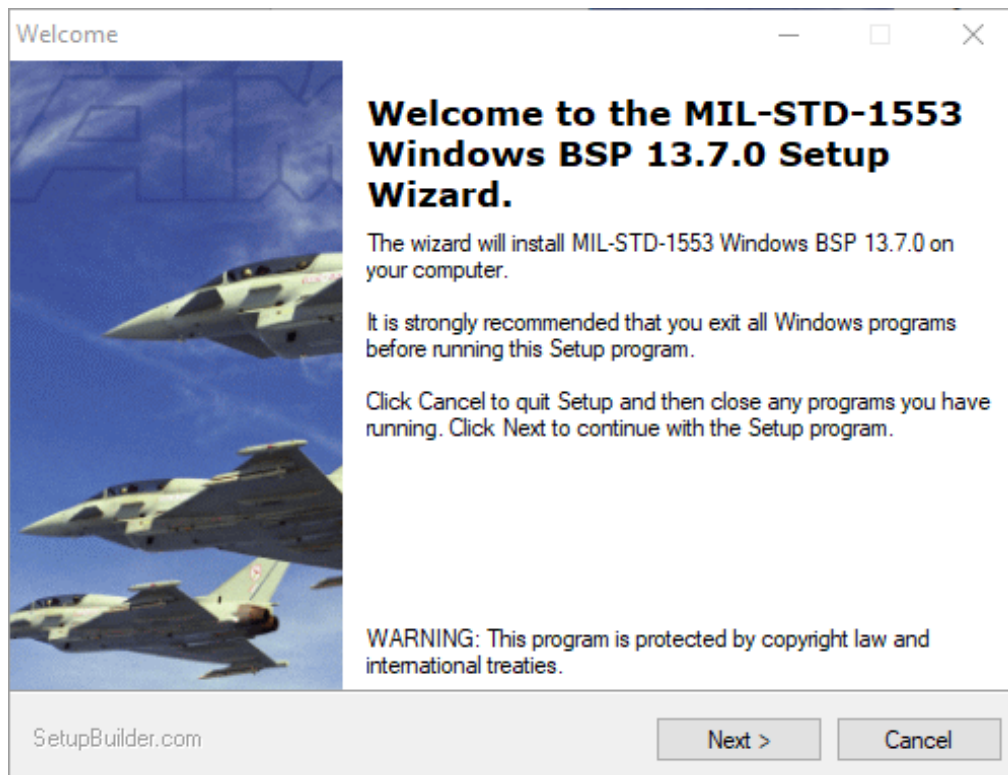 Welcome
AIM
Welcome to the MIL-STD-1553
Windows BSP 13.7.0 Setup
Wizard.
The wizard will install MIL-STD-1553 Windows BSP 13.7.0 on
your computer.
It is strongly recommended that you exit all Windows programs
before running this Setup program.
Click Cancel to quit Setup and then close any programs you have
running. Click Next to continue with the Setup program.
WARNING: This program is protected by copyright law and
international treaties.
SetupBuilder.com
Next >
Cancel